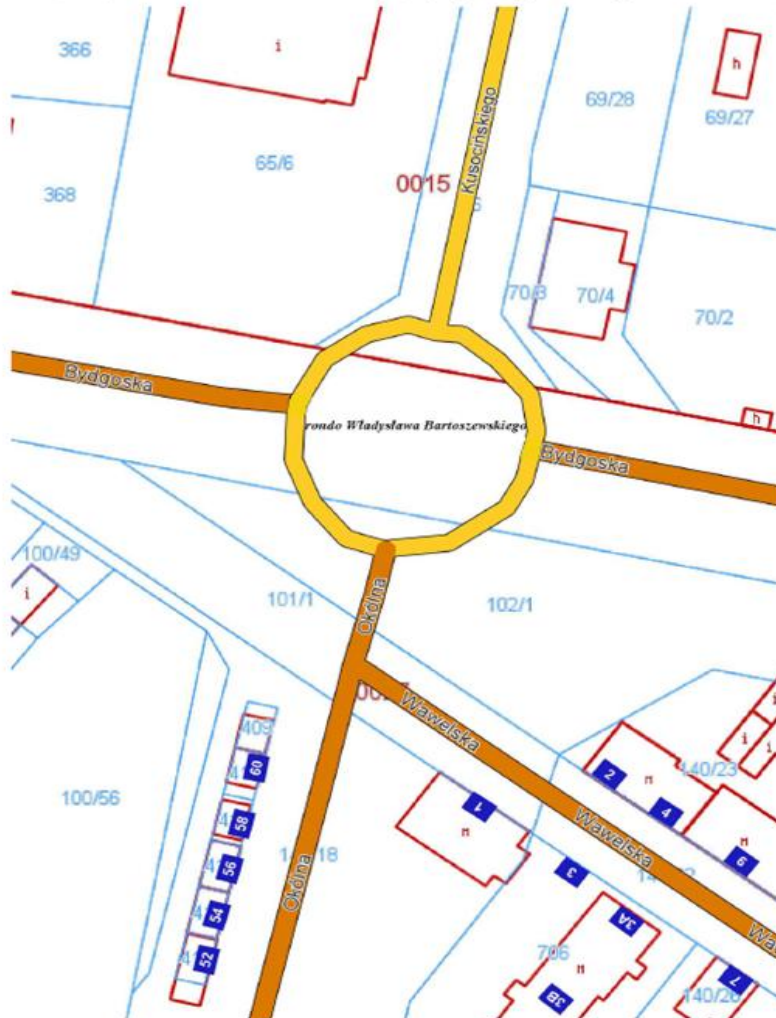 366
i
h
69/28
69/27
65/6
Kusocińskiego
0015
6
368
70/3
70/4
70/2
Bydgoska
rondo Władysława Bartoszewskiego
h
Bydgoska
100/49
i
101/1
Okólna
102/1
Wawelska
i
i
i
409
60
2
M
140/23
100/56
58
1
4
M
M
Wawelska
6
56
3
Okólna
54
3A
52
706
M
7
3B
140/26